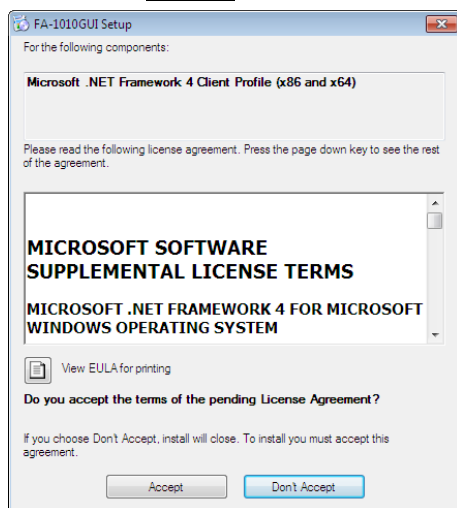 FA-1010GUI Setup
For the following components:
Microsoft .NET Framework 4 Client Profile (x86 and x64)
Please read the following license agreement. Press the page down key to see the rest
of the agreement.
MICROSOFT SOFTWARE
SUPPLEMENTAL LICENSE TERMS
MICROSOFT .NET FRAMEWORK 4 FOR MICROSOFT
WINDOWS OPERATING SYSTEM
View EULA for printing
Do you accept the terms of the pending License Agreement?
If you choose Don't Accept, install will close. To install you must accept this
agreement.
Accept Don't Accept